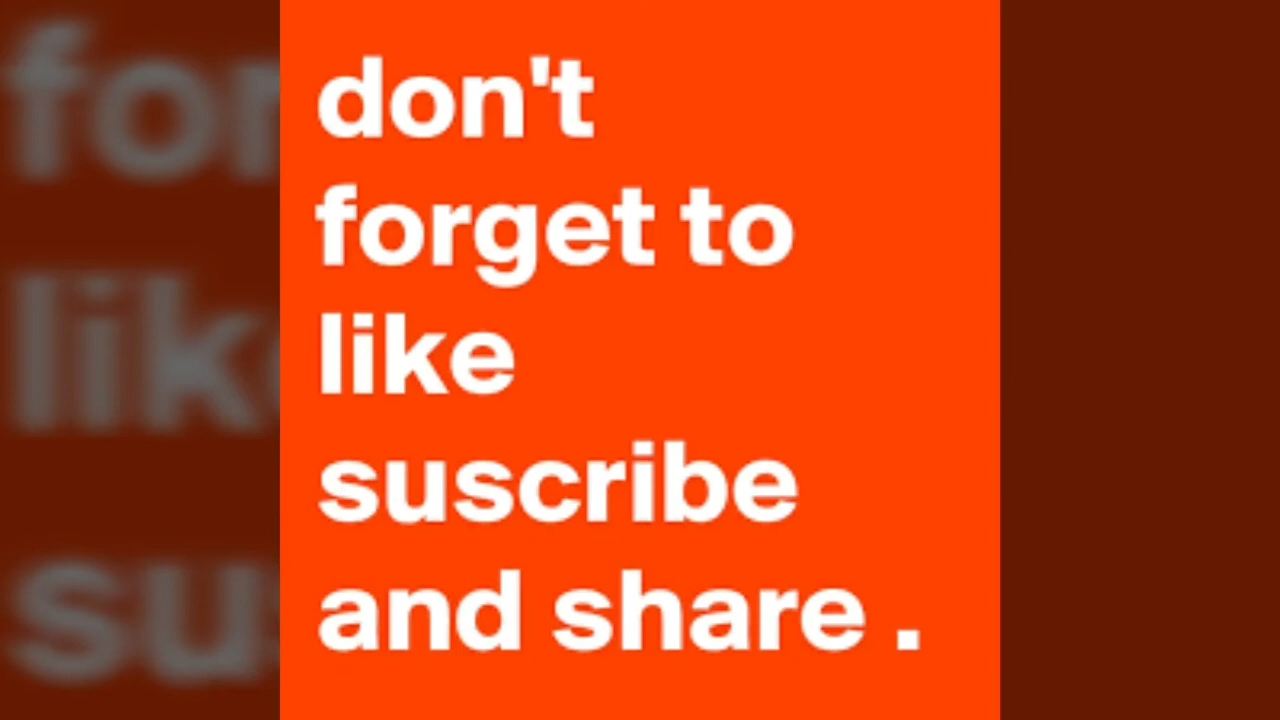 don't
forget to
like
suscribe
and share .